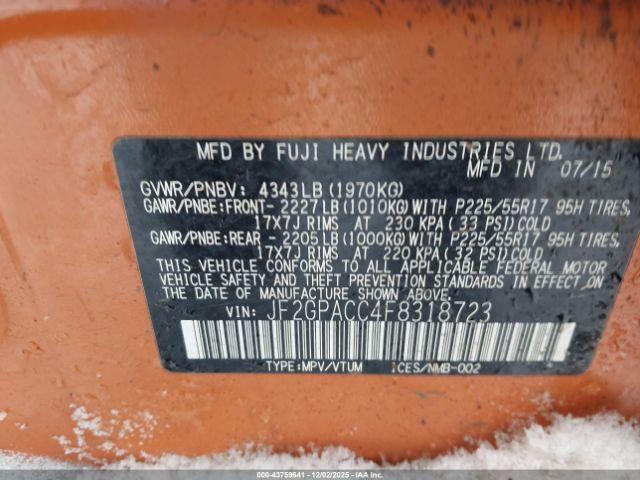 MFD BY FUJI HEAVY INDUSTRIES LTD.
MFD IN 07/15
GVWR/PNBV: 4343LB(1970KG)
GAWR/PNBE:FRONT- 2227LB(1010KG)WITH P225/55R17 95H TIRES,
17X7J RIMS AT 230 KPA( 33 PSI)COLD
GAWR/PNBE:REAR - 2205LB(1000KG)WITH P225/55R17 95H TIRES,
17X7J RIMS AT 220 KPA( 32 PSI)COLD
THIS VEHICLE CONFORMS TO ALL APPLICABLE FEDERAL MOTOR
VEHICLE SAFETY AND THEFT PREVENTION STANDARDS IN EFFECT ON
THE DATE OF MANUFACTURE SHOWN ABOVE.
VIN: JF2GPACC4F8318723
TYPE:MPV/VTUM ICES/NMB-002
000-43759641 12/02/2025 IAAI.COM